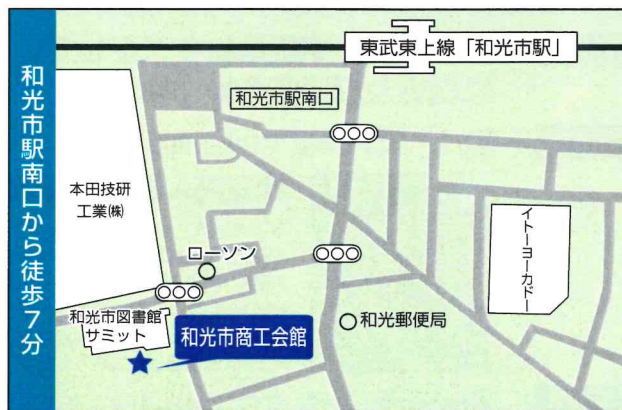 和光市駅南口から徒歩7分
東武東上線「和光市駅」
和光市駅南口
本田技研
工業㈱
ローソン
イトーヨーカドー
和光市図書館
サミット
和光市商工会館
和光郵便局